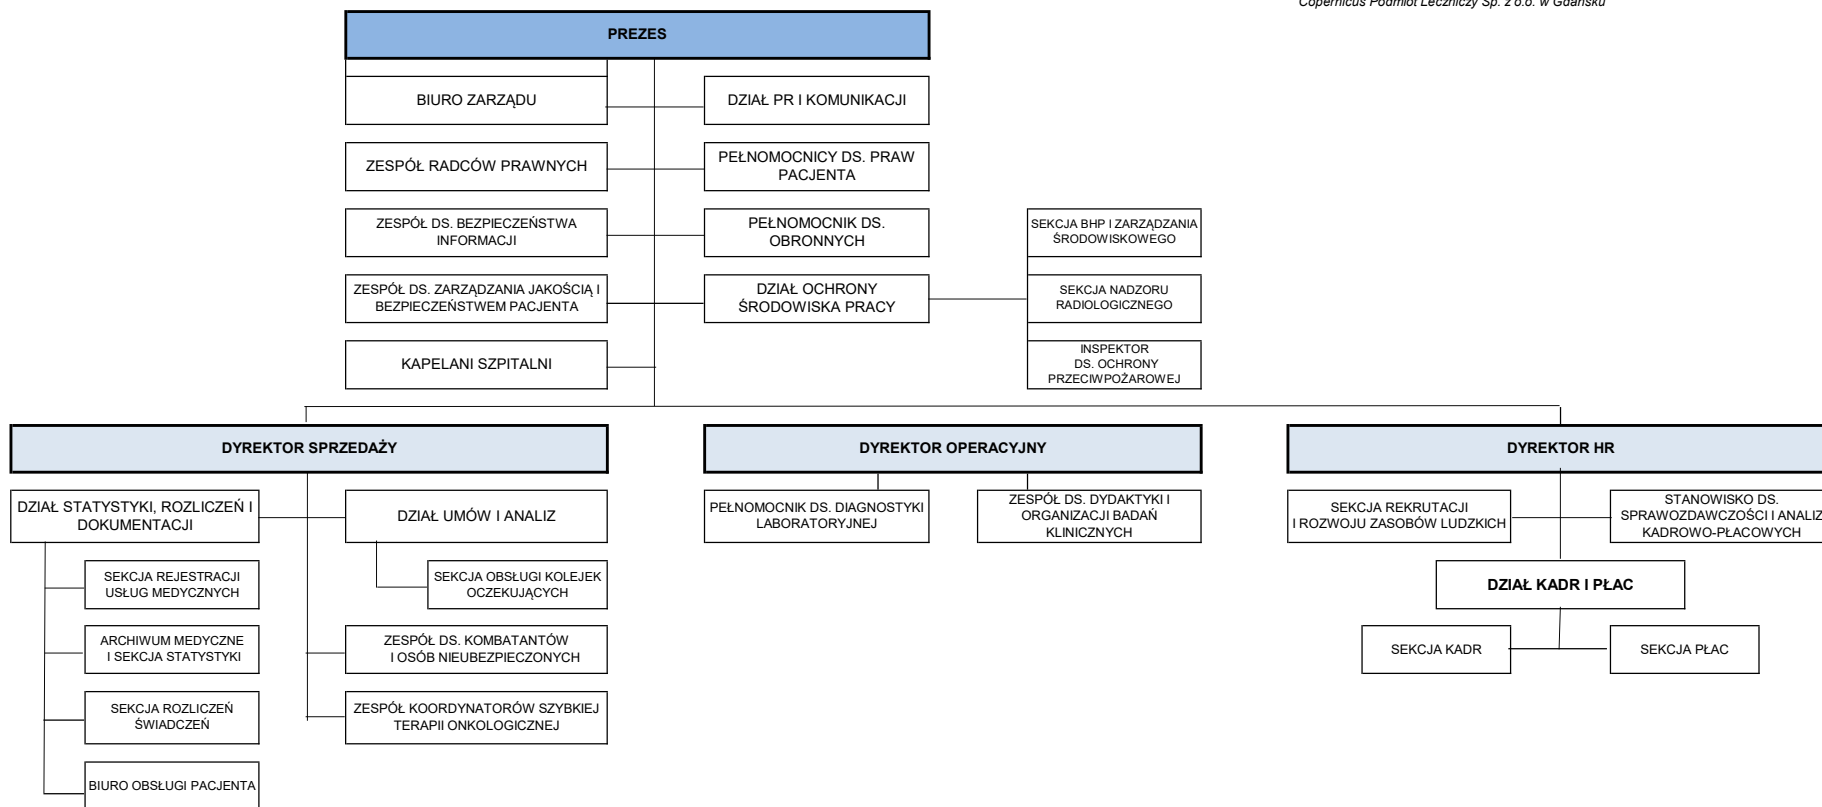 Copernicus Podmiot Leczniczy Sp. z o.o. w Gdańsku
PREZES
BIURO ZARZĄDU
DZIAŁ PR I KOMUNIKACJI
ZESPÓŁ RADCÓW PRAWNYCH
PEŁNOMOCNICY DS. PRAW
PACJENTA
ZESPÓŁ DS. BEZPIECZEŃSTWA
INFORMACJI
PEŁNOMOCNIK DS.
OBRONNYCH
SEKCJA BHP I ZARZĄDZANIA
ŚRODOWISKOWEGO
ZESPÓŁ DS. ZARZĄDZANIA JAKOŚCIĄ I
BEZPIECZEŃSTWEM PACJENTA
DZIAŁ OCHRONY
ŚRODOWISKA PRACY
SEKCJA NADZORU
RADIOLOGICZNEGO
KAPELANI SZPITALNI
INSPEKTOR
DS. OCHRONY
PRZECIWPOŻAROWEJ
DYREKTOR SPRZEDAŻY
DYREKTOR OPERACYJNY
DYREKTOR HR
DZIAŁ STATYSTYKI, ROZLICZEŃ I
DOKUMENTACJI
DZIAŁ UMÓW I ANALIZ
PEŁNOMOCNIK DS. DIAGNOSTYKI
LABORATORYJNEJ
ZESPÓŁ DS. DYDAKTYKI I
ORGANIZACJI BADAŃ
KLINICZNYCH
SEKCJA REKRUTACJI
I ROZWOJU ZASOBÓW LUDZKICH
STANOWISKO DS.
SPRAWOZDAWCZOŚCI I ANALIZ
KADROWO-PŁACOWYCH
SEKCJA REJESTRACJI
USŁUG MEDYCZNYCH
SEKCJA OBSŁUGI KOLEJEK
OCZEKUJĄCYCH
DZIAŁ KADR I PŁAC
ARCHIWUM MEDYCZNE
I SEKCJA STATYSTYKI
ZESPÓŁ DS. KOMBATANTÓW
I OSÓB NIEUBEZPIECZONYCH
SEKCJA KADR
SEKCJA PŁAC
SEKCJA ROZLICZEŃ
ŚWIADCZEŃ
ZESPÓŁ KOORDYNATORÓW SZYBKIEJ
TERAPII ONKOLOGICZNEJ
BIURO OBSŁUGI PACJENTA